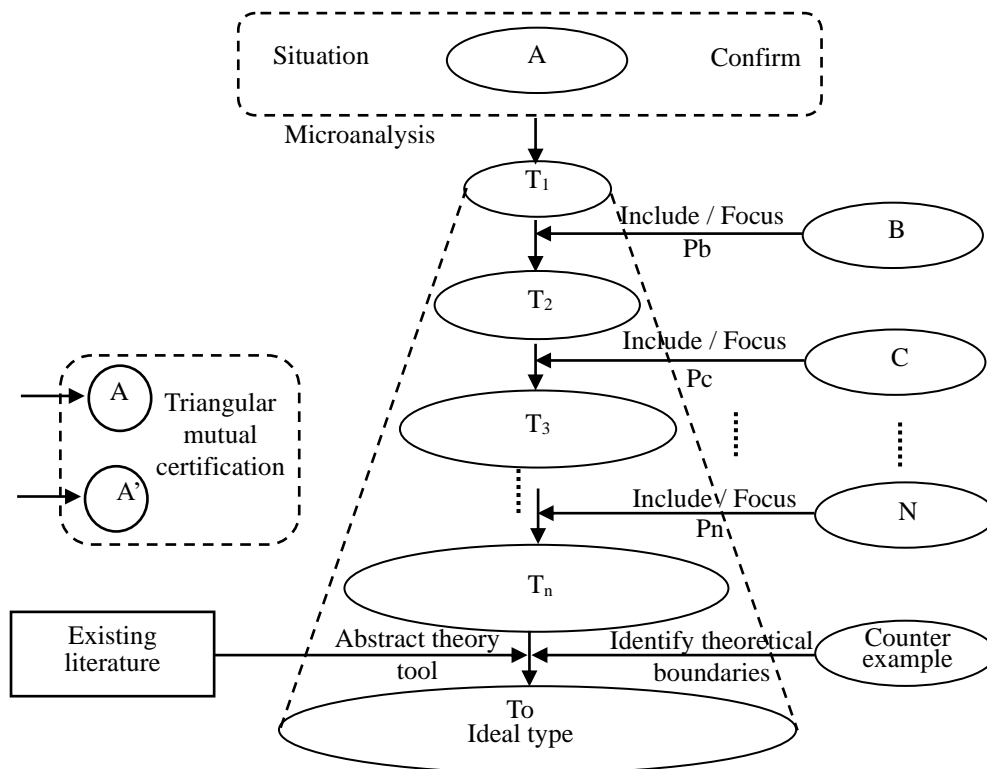 Situation
A
Confirm
Microanalysis
T1
Include / Focus
Pb
B
T2
Include / Focus
Pc
C
A
Triangular
mutual
certification
A'
T3
Include / Focus
Pn
N
Tn
Existing
literature
Abstract theory
tool
Identify theoretical
boundaries
Counter
example
To
Ideal type